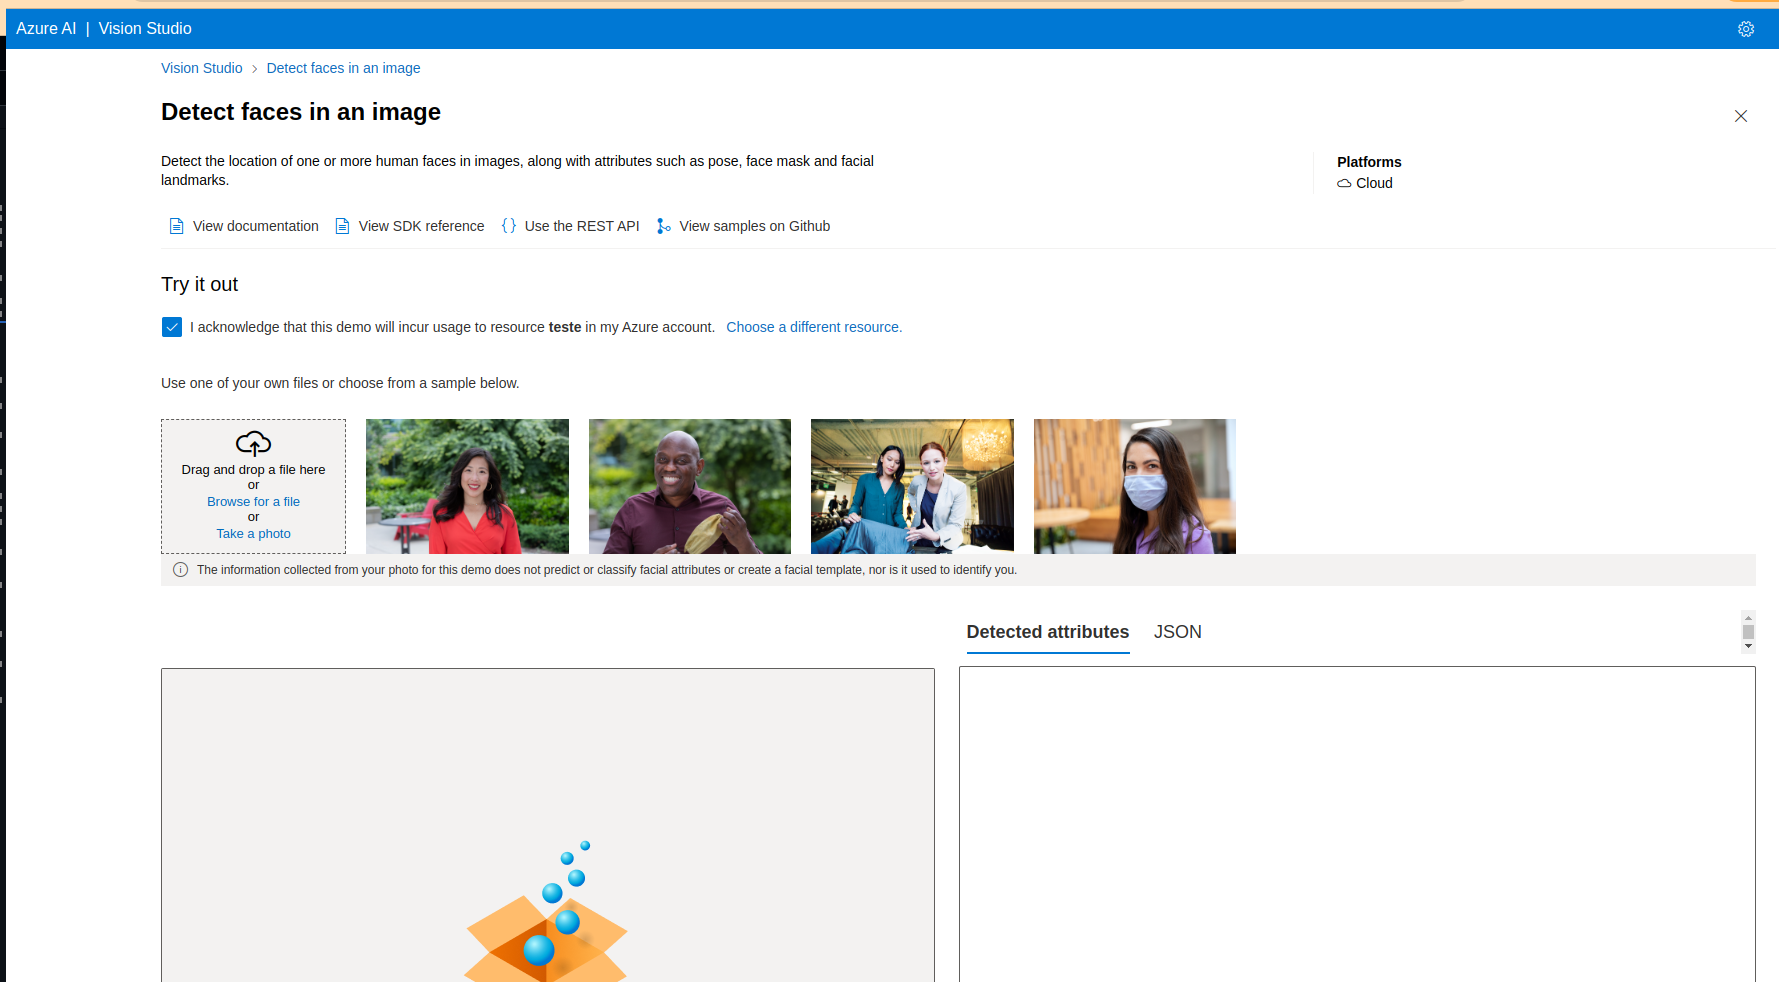 Azure AI | Vision Studio
Vision Studio > Detect faces in an image
Detect faces in an image
Detect the location of one or more human faces in images, along with attributes such as pose, face mask and facial
landmarks.
Platforms
Cloud
View documentation View SDK reference {} Use the REST API View samples on Github
Try it out
I acknowledge that this demo will incur usage to resource teste in my Azure account. Choose a different resource.
Use one of your own files or choose from a sample below.
Drag and drop a file here
or
Browse for a file
or
Take a photo
The information collected from your photo for this demo does not predict or classify facial attributes or create a facial template, nor is it used to identify you.
Detected attributes JSON